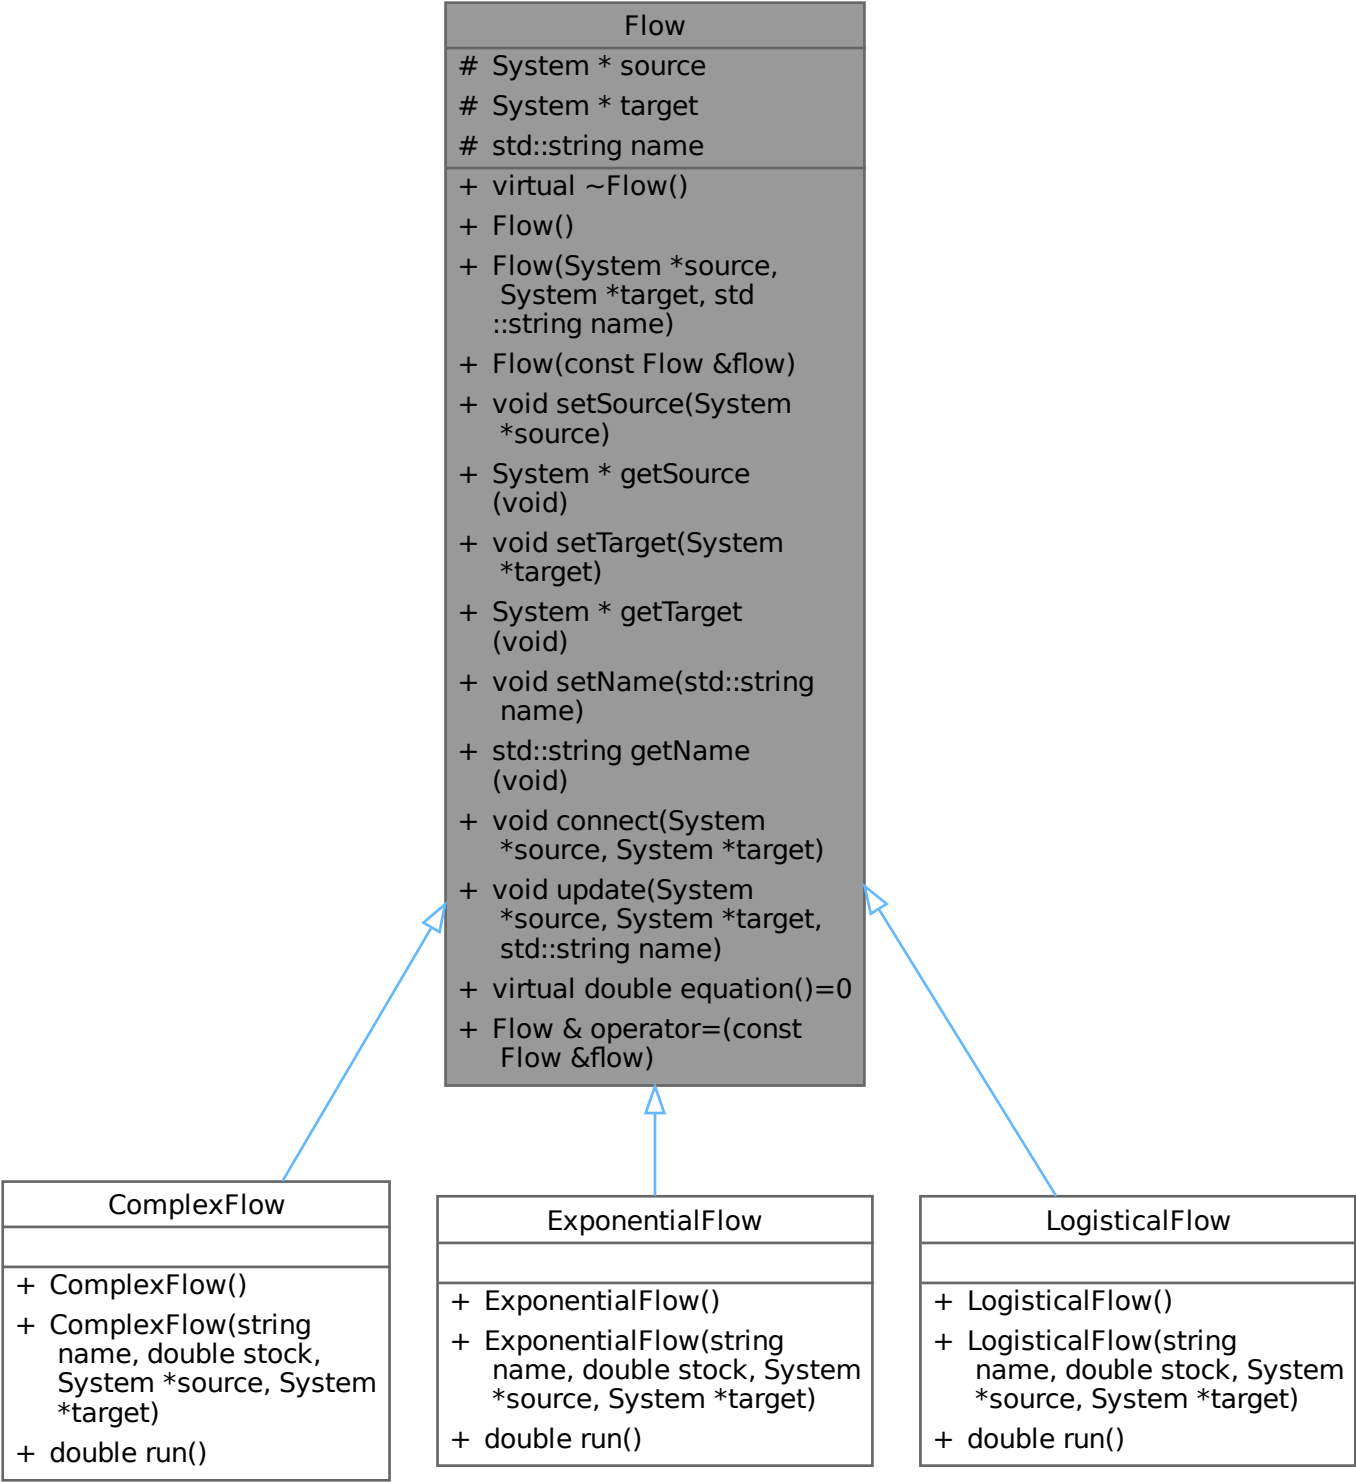 Flow
# System * source
# System * target
# std::string name
+ virtual ~Flow()
+ Flow()
+ Flow(System *source,
System *target, std
::string name)
+ Flow(const Flow &flow)
+ void setSource(System
*source)
+ System * getSource
(void)
+ void setTarget(System
*target)
+ System * getTarget
(void)
+ void setName(std::string
name)
+ std::string getName
(void)
+ void connect(System
*source, System *target)
+ void update(System
*source, System *target,
std::string name)
+ virtual double equation()=0
+ Flow & operator=(const
Flow &flow)
ComplexFlow
+ ComplexFlow()
+ ComplexFlow(string
name, double stock,
System *source, System
*target)
+ double run()
ExponentialFlow
+ ExponentialFlow()
+ ExponentialFlow(string
name, double stock, System
*source, System *target)
+ double run()
LogisticalFlow
+ LogisticalFlow()
+ LogisticalFlow(string
name, double stock, System
*source, System *target)
+ double run()